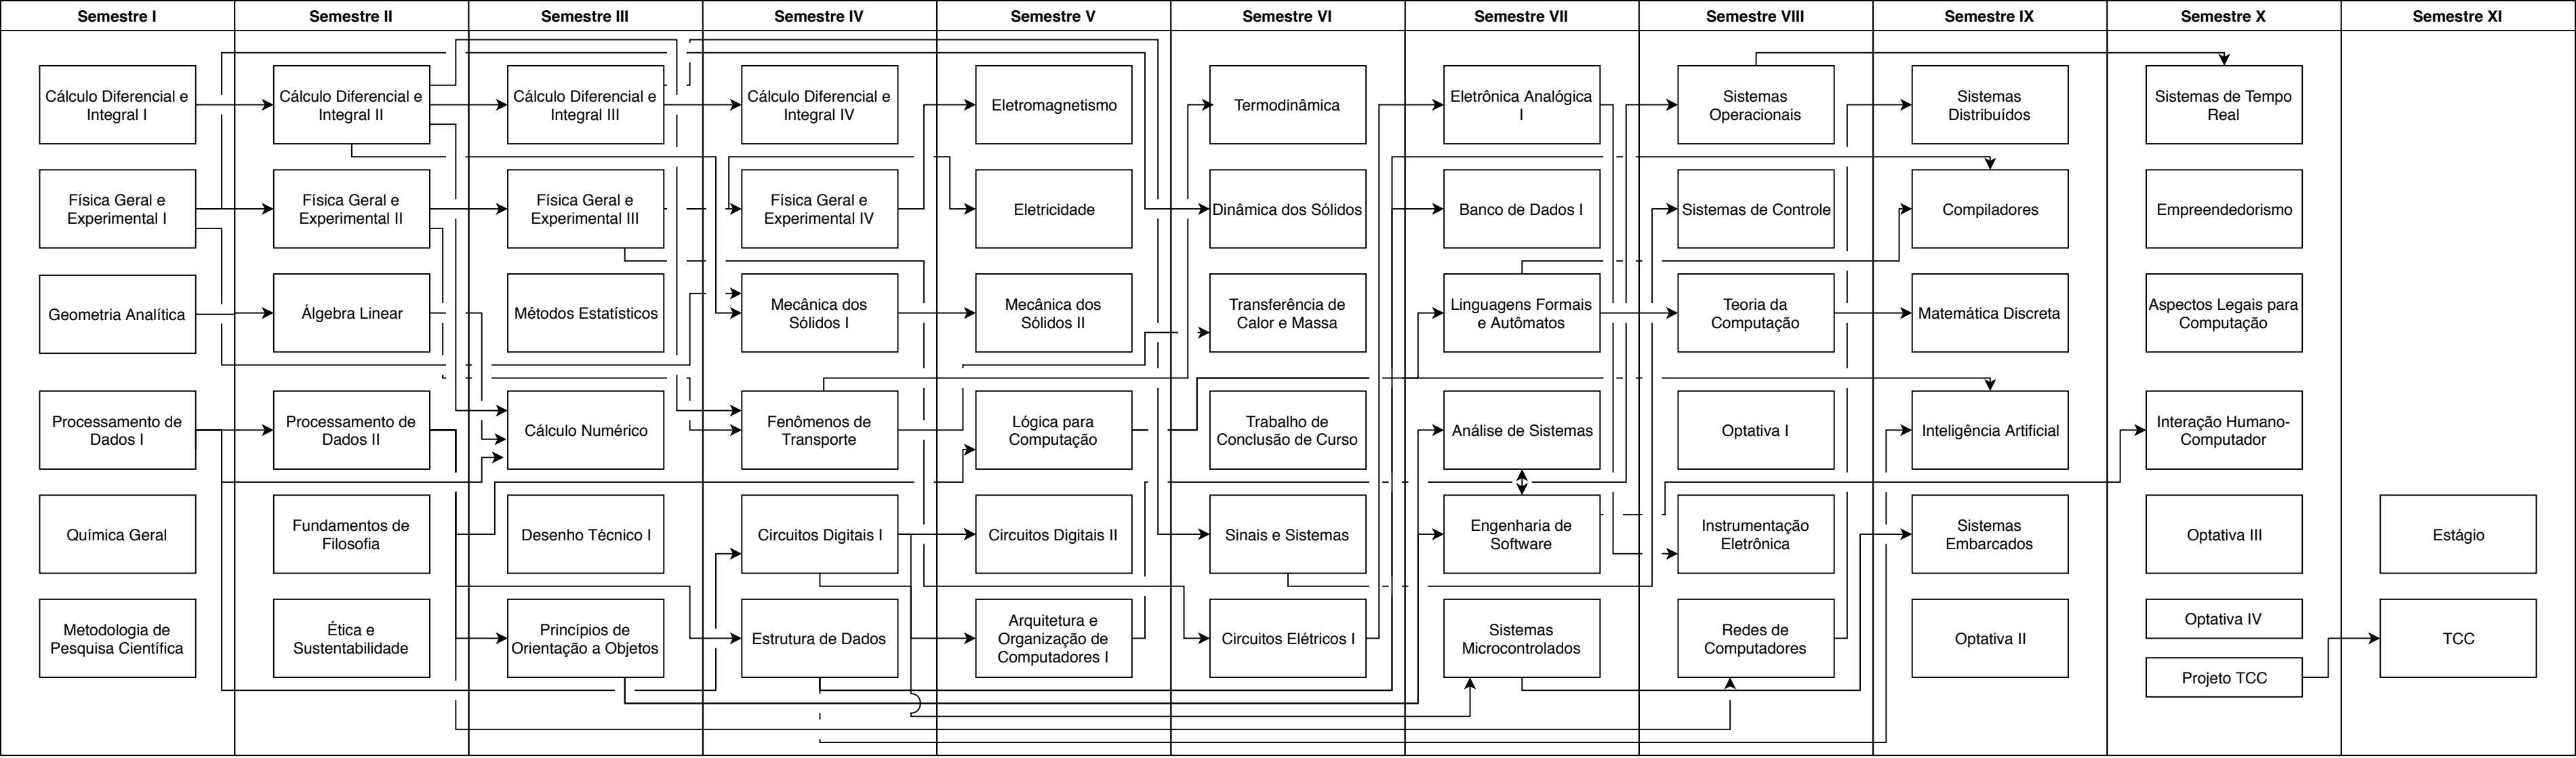 Semestre I
Semestre II
Semestre III
Semestre IV
Semestre V
Semestre VI
Semestre VII
Semestre VIII
Semestre IX
Semestre X
Semestre XI
Cálculo Diferencial e
Integral I
Física Geral e
Experimental I
Geometria Analítica
Processamento de
Dados I
Química Geral
Metodologia de
Pesquisa Científica
Cálculo Diferencial e
Integral II
Física Geral e
Experimental II
Álgebra Linear
Processamento de
Dados II
Fundamentos de
Filosofia
Ética e
Sustentabilidade
Cálculo Diferencial e
Integral III
Física Geral e
Experimental III
Métodos Estatísticos
Cálculo Numérico
Desenho Técnico I
Princípios de
Orientação a Objetos
Cálculo Diferencial e
Integral IV
Física Geral e
Experimental IV
Mecânica dos
Sólidos I
Fenômenos de
Transporte
Circuitos Digitais I
Estrutura de Dados
Eletromagnetismo
Eletricidade
Mecânica dos
Sólidos II
Lógica para
Computação
Circuitos Digitais II
Arquitetura e
Organização de
Computadores I
Termodinâmica
Dinâmica dos Sólidos
Transferência de
Calor e Massa
Trabalho de
Conclusão de Curso
Sinais e Sistemas
Circuitos Elétricos I
Eletrônica Analógica
I
Banco de Dados I
Linguagens Formais
e Autômatos
Análise de Sistemas
Engenharia de
Software
Sistemas
Microcontrolados
Sistemas
Operacionais
Sistemas de Controle
Teoria da
Computação
Optativa I
Instrumentação
Eletrônica
Redes de
Computadores
Sistemas
Distribuídos
Compiladores
Matemática Discreta
Inteligência Artificial
Sistemas
Embarcados
Optativa II
Sistemas de Tempo
Real
Empreendedorismo
Aspectos Legais para
Computação
Interação Humano-
Computador
Optativa III
Optativa IV
Projeto TCC
Estágio
TCC